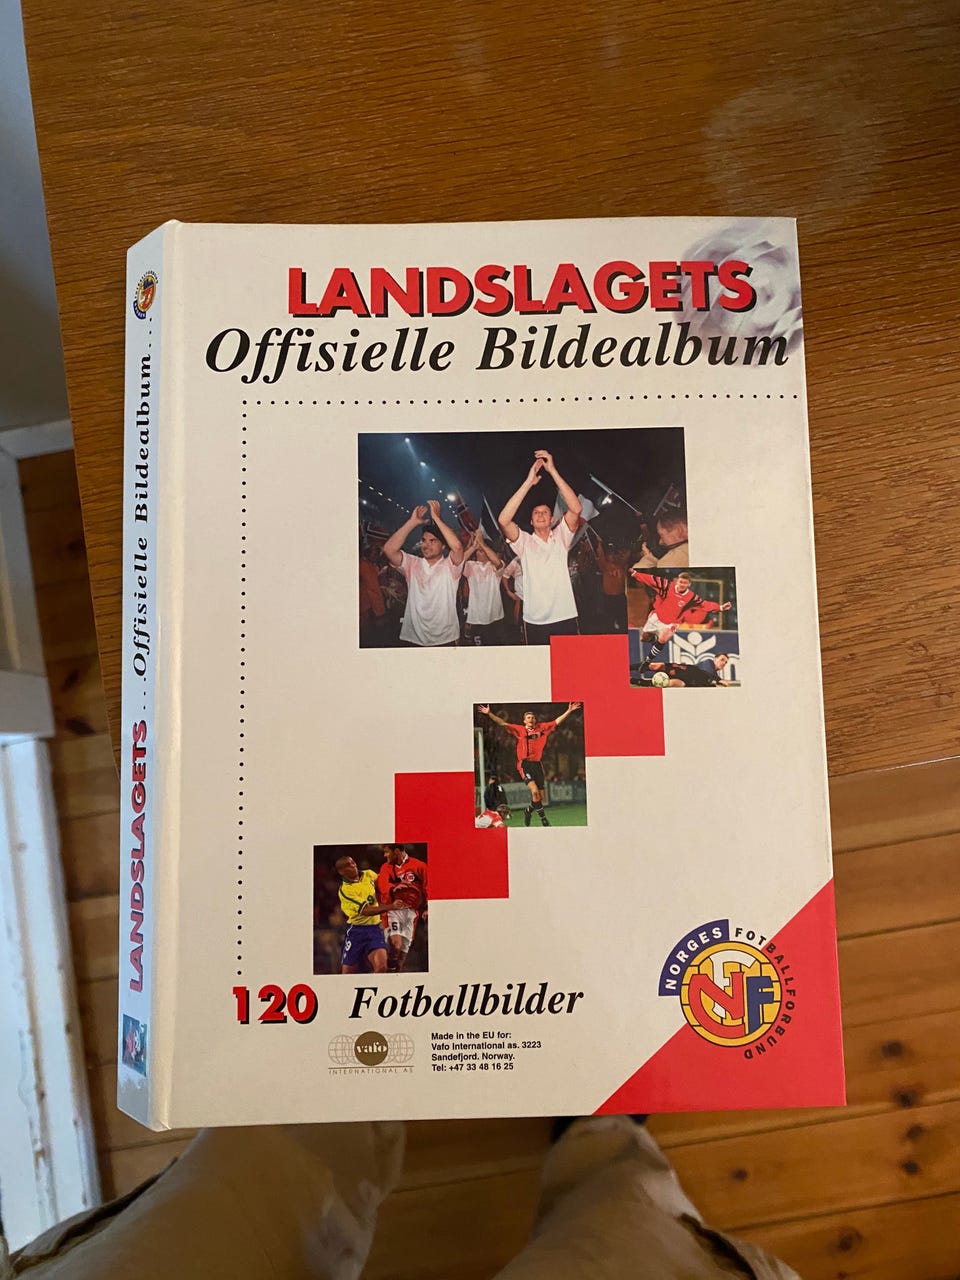 LANDSLAGETS
Offisielle Bildealbum
120 Fotballbilder
VAFO
INTERNATIONAL AS
Made in the EU for:
Vafo International as. 3223
Sandefjord. Norway.
Tel: +47 33 48 16 25
NORGES FOTBALLFORBUND
NFF
LANDSLAGETS...Offisielle Bildealbum...